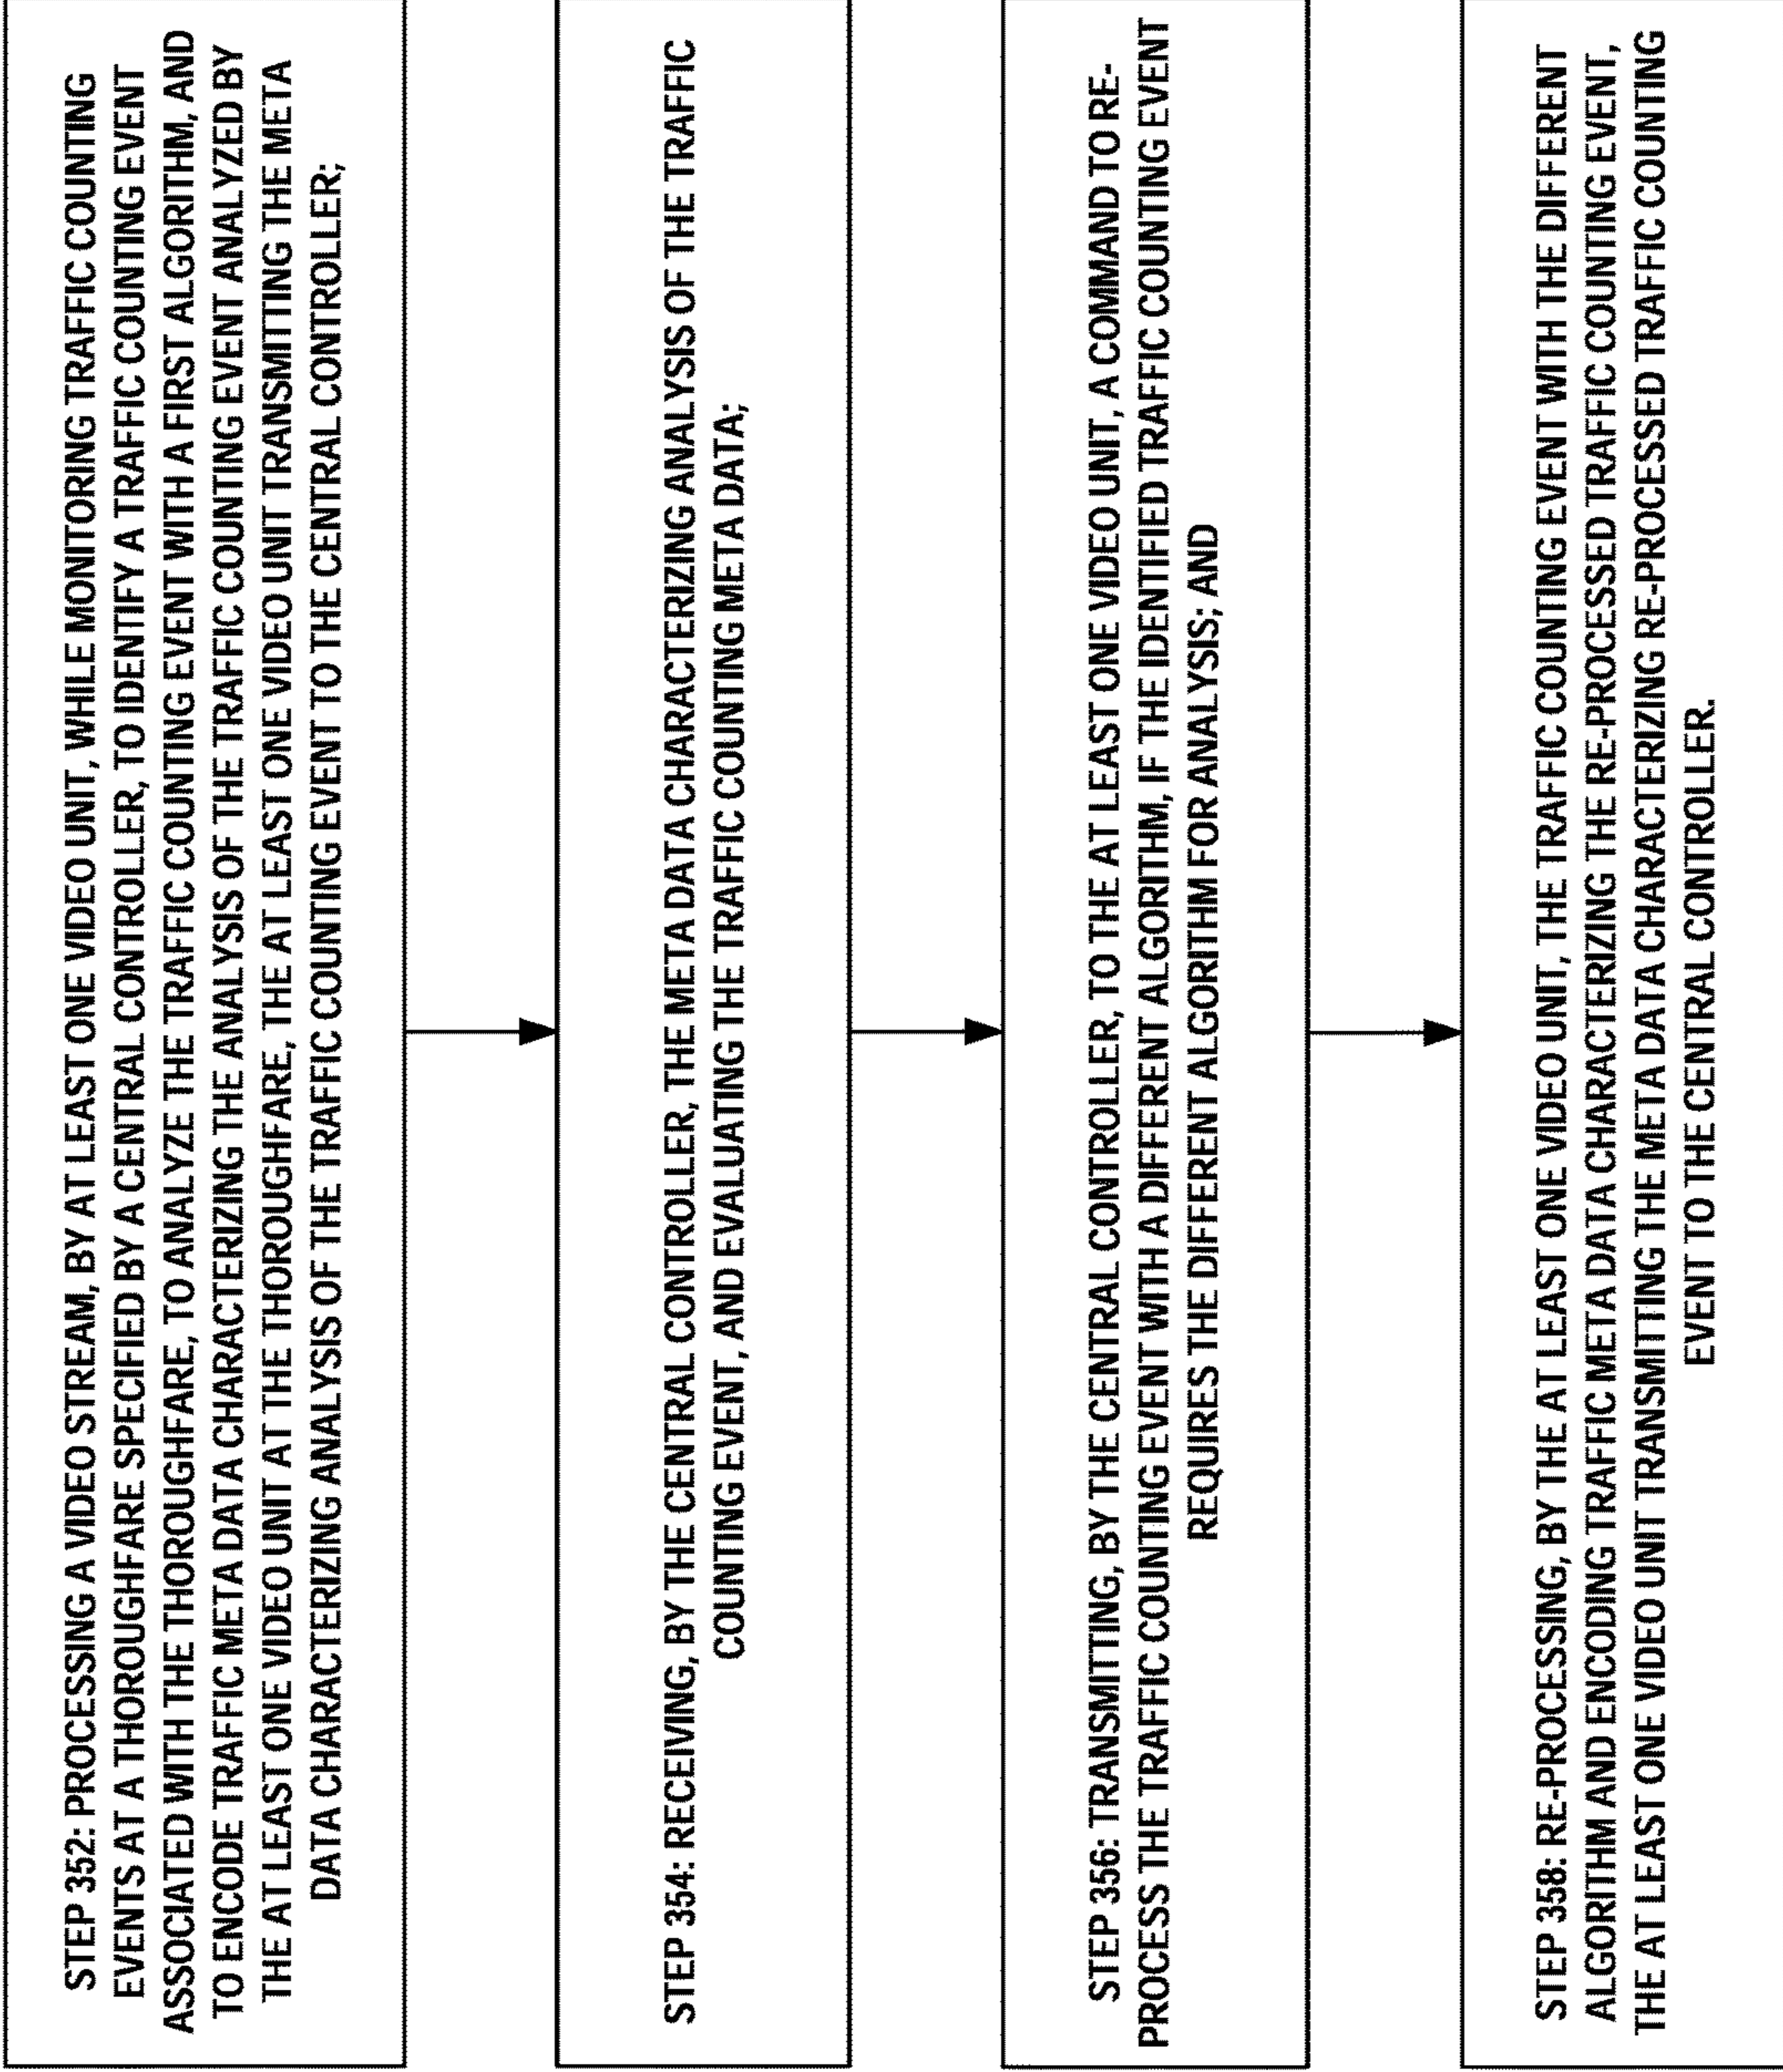 STEP 352: PROCESSING A VIDEO STREAM, BY AT LEAST ONE VIDEO UNIT, WHILE MONITORING TRAFFIC COUNTING
EVENTS AT A THOROUGHFARE SPECIFIED BY A CENTRAL CONTROLLER, TO IDENTIFY A TRAFFIC COUNTING EVENT
ASSOCIATED WITH THE THOROUGHFARE, TO ANALYZE THE TRAFFIC COUNTING EVENT WITH A FIRST ALGORITHM, AND
TO ENCODE TRAFFIC META DATA CHARACTERIZING THE ANALYSIS OF THE TRAFFIC COUNTING EVENT ANALYZED BY
THE AT LEAST ONE VIDEO UNIT AT THE THOROUGHFARE, THE AT LEAST ONE VIDEO UNIT TRANSMITTING THE META
DATA CHARACTERIZING ANALYSIS OF THE TRAFFIC COUNTING EVENT TO THE CENTRAL CONTROLLER;
STEP 354: RECEIVING, BY THE CENTRAL CONTROLLER, THE META DATA CHARACTERIZING ANALYSIS OF THE TRAFFIC
COUNTING EVENT, AND EVALUATING THE TRAFFIC COUNTING META DATA;
STEP 356: TRANSMITTING, BY THE CENTRAL CONTROLLER, TO THE AT LEAST ONE VIDEO UNIT, A COMMAND TO RE-
PROCESS THE TRAFFIC COUNTING EVENT WITH A DIFFERENT ALGORITHM, IF THE IDENTIFIED TRAFFIC COUNTING EVENT
REQUIRES THE DIFFERENT ALGORITHM FOR ANALYSIS; AND
STEP 358: RE-PROCESSING, BY THE AT LEAST ONE VIDEO UNIT, THE TRAFFIC COUNTING EVENT WITH THE DIFFERENT
ALGORITHM AND ENCODING TRAFFIC META DATA CHARACTERIZING THE RE-PROCESSED TRAFFIC COUNTING EVENT,
THE AT LEAST ONE VIDEO UNIT TRANSMITTING THE META DATA CHARACTERIZING RE-PROCESSED TRAFFIC COUNTING
EVENT TO THE CENTRAL CONTROLLER.